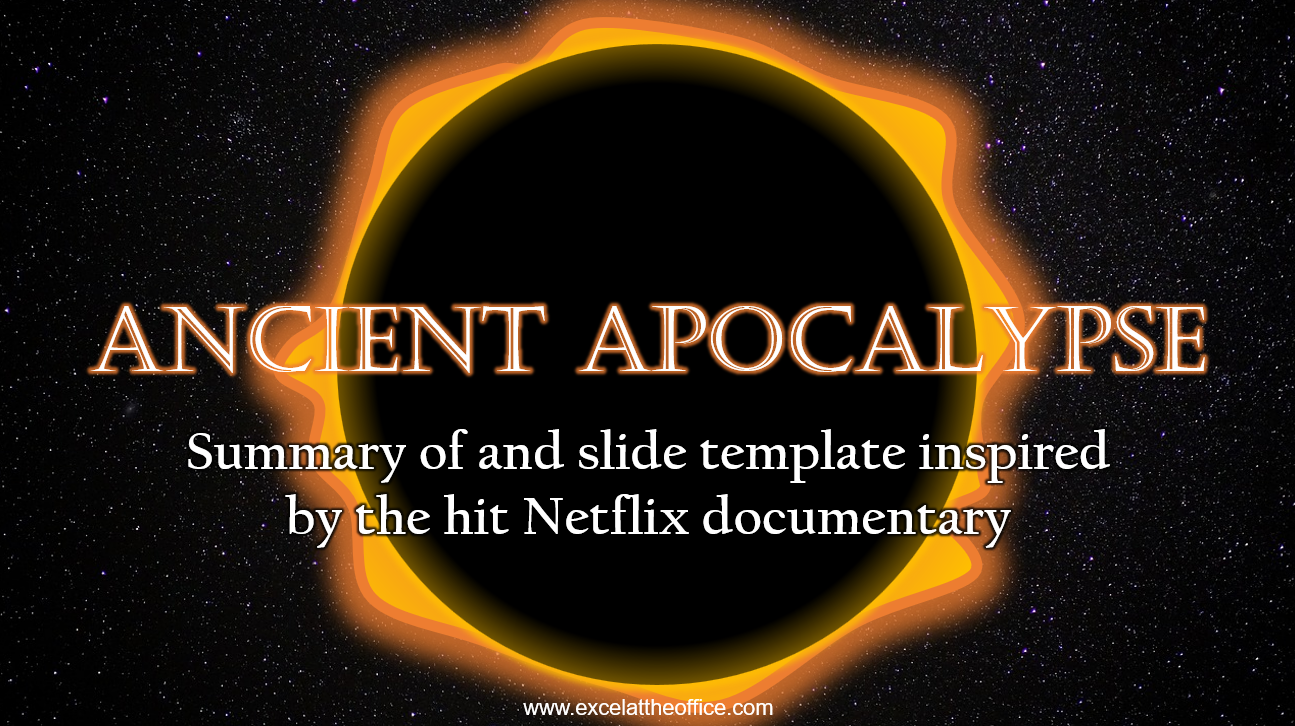 ANCIENT APOCALYPSE
Summary of and slide template inspired
by the hit Netflix documentary
www.excelattheoffice.com